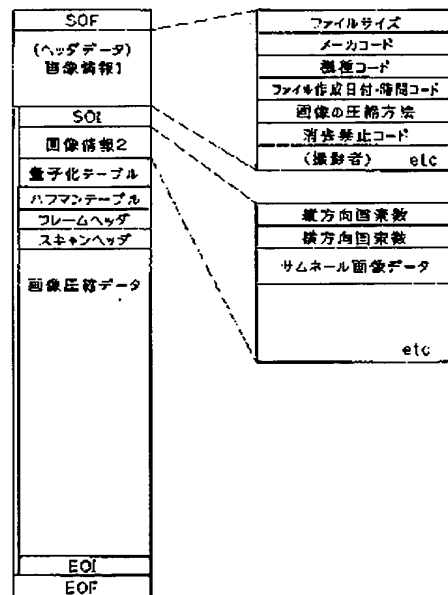 SOF
(ヘッダデータ)
画像情報1
SOI
画像情報2
量子化テーブル
ハフマンテーブル
フレームヘッダ
スキャンヘッダ
画像圧縮データ
EOI
EOF
ファイルサイズ
メーカコード
機種コード
ファイル作成日付・時間コード
画像の圧縮方法
消去禁止コード
(撮影者) etc
縦方向画素数
横方向画素数
サムネール画像データ
etc